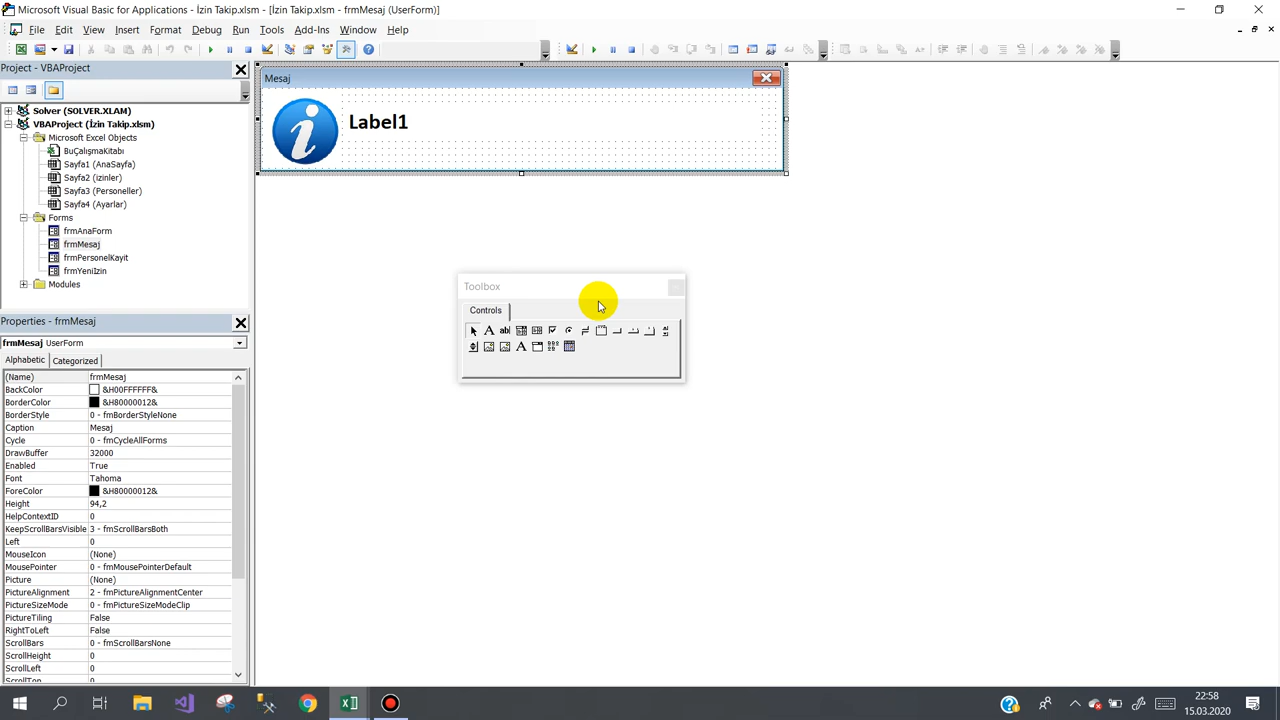 Microsoft Visual Basic for Applications - İzin Takip.xlsm - [İzin Takip.xlsm - frmMesaj (UserForm)]
File Edit View Insert Format Debug Run Tools Add-Ins Window Help
Project - VBAProject
Solver (SOLVER.XLAM)
VBAProject (İzin Takip.xlsm)
Microsoft Excel Objects
BuÇalışmaKitabı
Sayfa1 (AnaSayfa)
Sayfa2 (izinler)
Sayfa3 (Personeller)
Sayfa4 (Ayarlar)
Forms
frmAnaForm
frmMesaj
frmPersonelKayit
frmYeniIzin
Modules
Properties - frmMesaj
frmMesaj UserForm
Alphabetic Categorized
(Name) frmMesaj
BackColor &H00FFFFFF&
BorderColor &H80000012&
BorderStyle 0 - fmBorderStyleNone
Caption Mesaj
Cycle 0 - fmCycleAllForms
DrawBuffer 32000
Enabled True
Font Tahoma
ForeColor &H80000012&
Height 94,2
HelpContextID 0
KeepScrollBarsVisible 3 - fmScrollBarsBoth
Left 0
MouseIcon (None)
MousePointer 0 - fmMousePointerDefault
Picture (None)
PictureAlignment 2 - fmPictureAlignmentCenter
PictureSizeMode 0 - fmPictureSizeModeClip
PictureTiling False
RightToLeft False
ScrollBars 0 - fmScrollBarsNone
ScrollHeight 0
ScrollLeft 0
Mesaj
Label1
Toolbox
Controls
22:58
15.03.2020